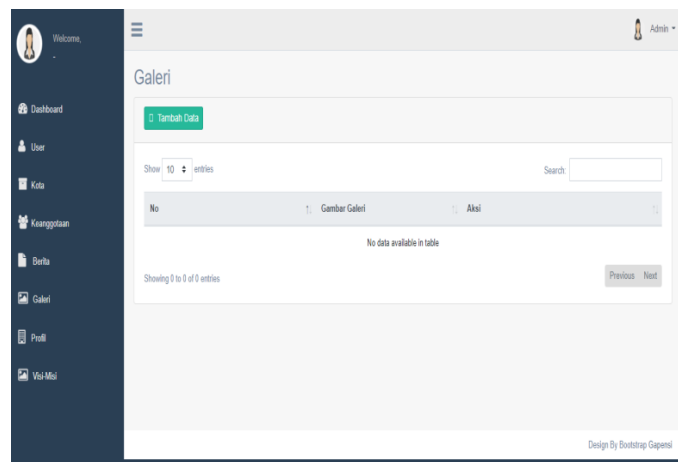 Welcome,
-
Admin
Galeri
Dashboard
Tambah Data
User
Show 10 entries
Search:
Kota
No Gambar Galeri Aksi
Keanggotaan
No data available in table
Berita
Showing 0 to 0 of 0 entries
Previous Next
Galeri
Profil
Visi-Misi
Design By Bootstrap Gapensi